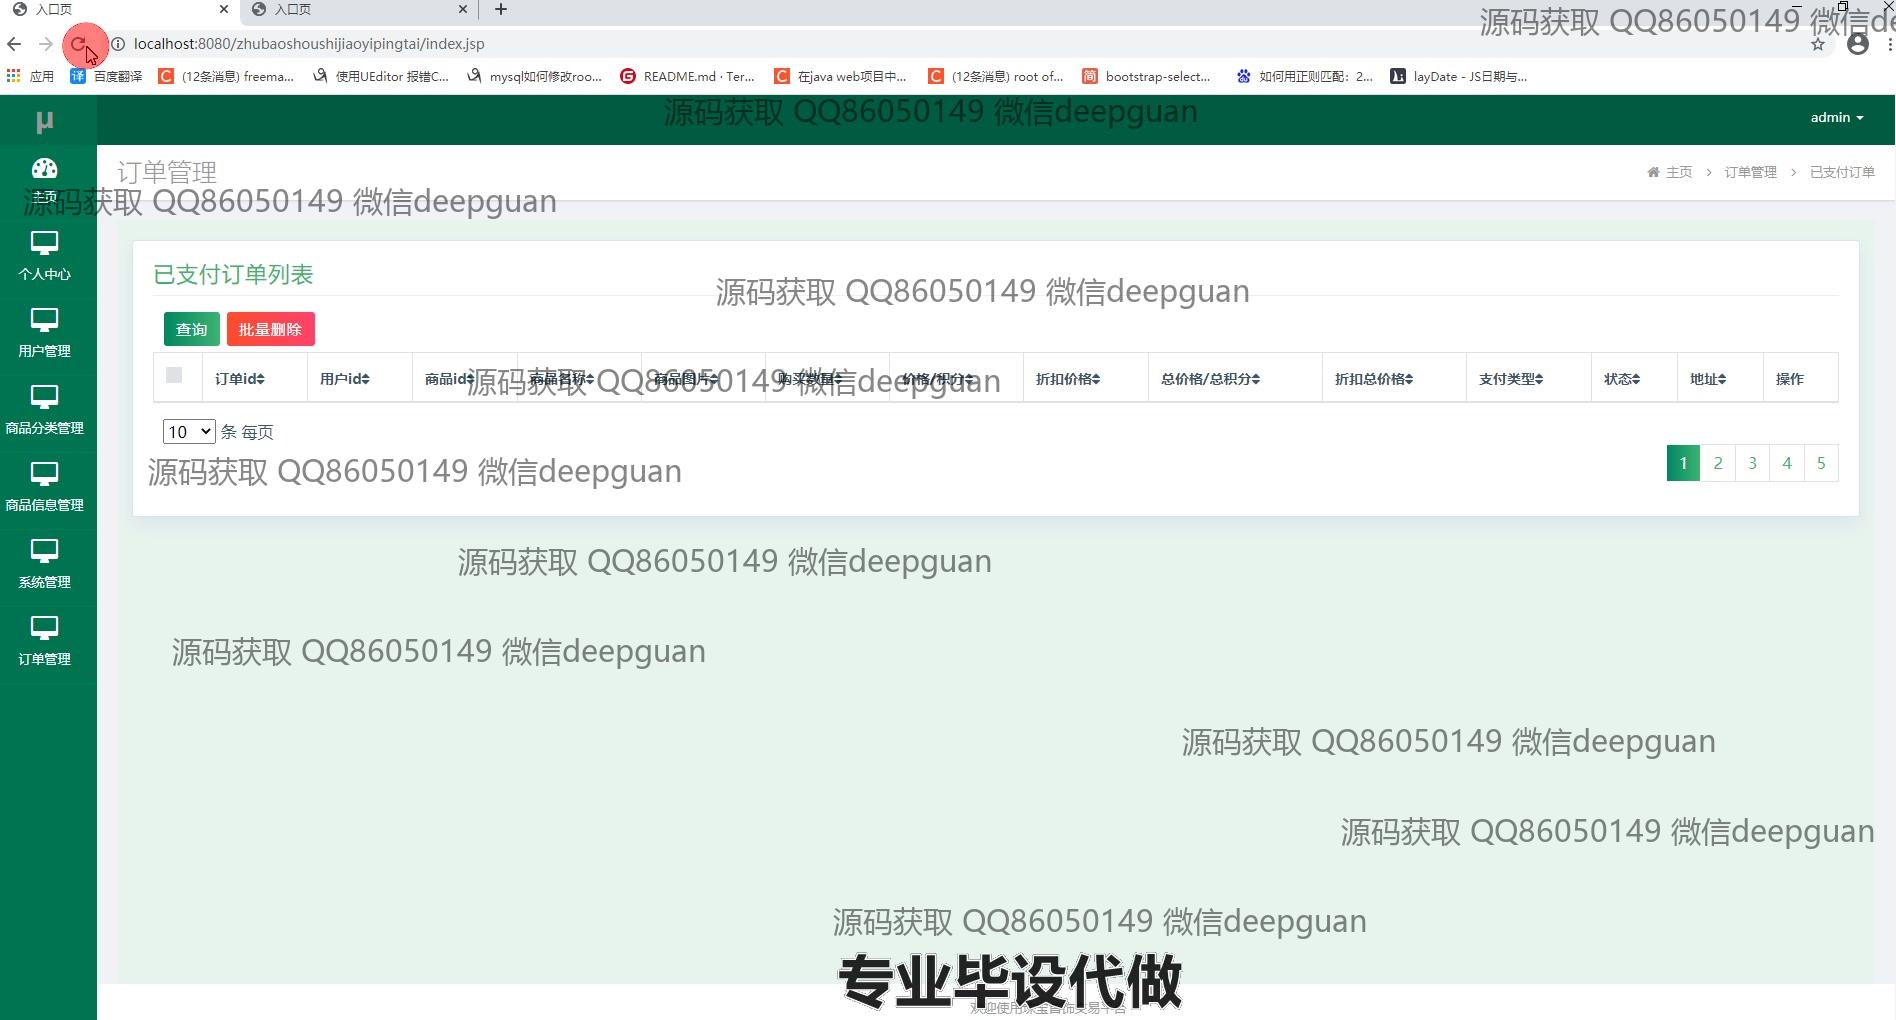 入口页
入口页
localhost:8080/zhubaoshoushijiaoyipingtai/index.jsp
源码获取 QQ86050149 微信de
应用 百度翻译 (12条消息) freema... 使用UEditor 报错C... mysql如何修改roo... README.md · Ter... 在java web项目中... (12条消息) root of... bootstrap-select... 如何用正则匹配：2... layDate - JS日期与...
μ
源码获取 QQ86050149 微信deepguan
admin
订单管理
主页 > 订单管理 > 已支付订单
主页
源码获取 QQ86050149 微信deepguan
个人中心
用户管理
商品分类管理
商品信息管理
系统管理
订单管理
已支付订单列表
源码获取 QQ86050149 微信deepguan
查询 批量删除
订单id 用户id 商品id 商品名称 商品图片 购买数量 价格/积分 折扣价格 总价格/总积分 折扣总价格 支付类型 状态 地址 操作
源码获取 QQ86050149 微信deepguan
10 条 每页
1 2 3 4 5
源码获取 QQ86050149 微信deepguan
源码获取 QQ86050149 微信deepguan
源码获取 QQ86050149 微信deepguan
源码获取 QQ86050149 微信deepguan
源码获取 QQ86050149 微信deepguan
源码获取 QQ86050149 微信deepguan
专业毕设代做
欢迎使用珠宝首饰交易平台